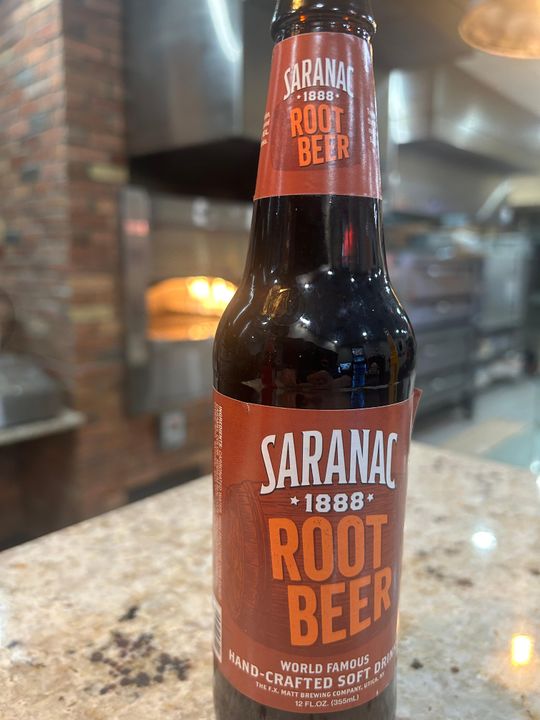 SARANAC
1888
ROOT
BEER
SARANAC
1888
ROOT
BEER
WORLD FAMOUS
HAND-CRAFTED SOFT
THE F.X. MATT BREWING COMPANY, UTICA, NY
12 FL.OZ. (355mL)